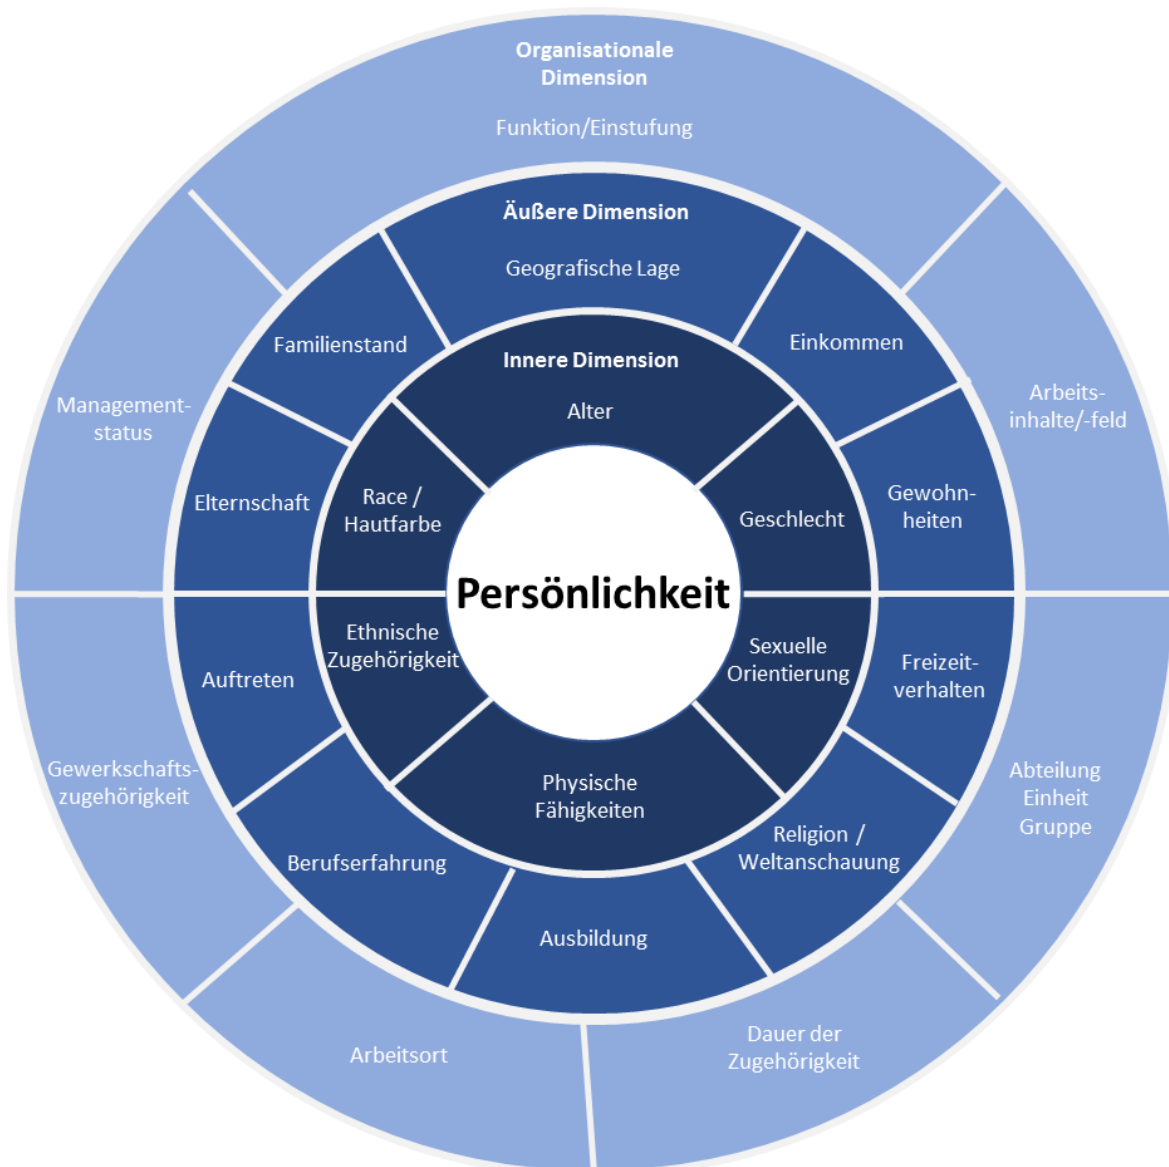 Organisationale
Dimension
Funktion/Einstufung
Äußere Dimension
Geografische Lage
Familienstand
Einkommen
Innere Dimension
Alter
Management-
status
Arbeits-
inhalte/-feld
Elternschaft
Race /
Hautfarbe
Geschlecht
Gewohn-
heiten
Persönlichkeit
Auftreten
Ethnische
Zugehörigkeit
Sexuelle
Orientierung
Freizeit-
verhalten
Gewerkschafts-
zugehörigkeit
Physische
Fähigkeiten
Abteilung
Einheit
Gruppe
Berufserfahrung
Religion /
Weltanschauung
Ausbildung
Arbeitsort
Dauer der
Zugehörigkeit